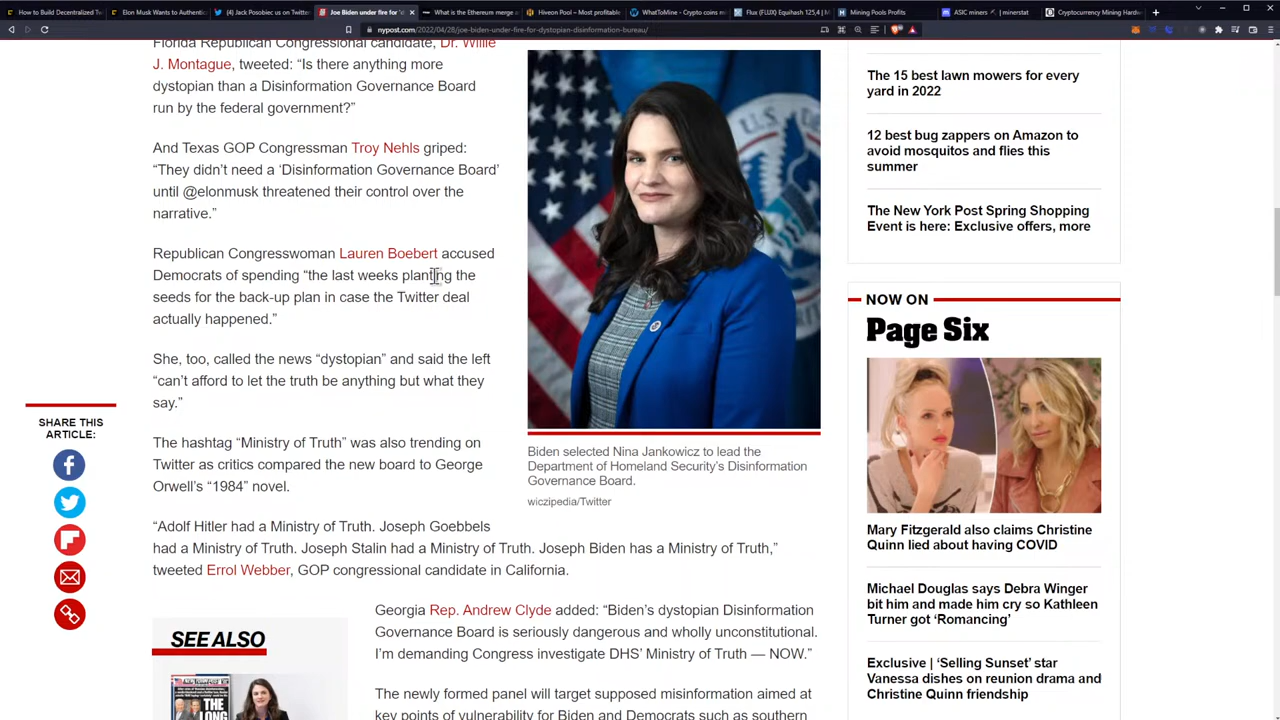 How to Build Decentralized Tw
Elon Musk Wants to Authentic
(4) Jack Posobiec us on Twitter
Joe Biden under fire for 'd
What is the Ethereum merge a
Hiveon Pool – Most profitable
WhatToMine - Crypto coins mi
Flux (FLUX) Equihash 125,4 | M
Mining Pools Profits
ASIC miners
| minerstat
Cryptocurrency Mining Hardw
nypost.com/2022/04/28/joe-biden-under-fire-for-dystopian-disinformation-bureau/
Florida Republican Congressional candidate, Dr. Willie
J. Montague, tweeted: “Is there anything more
dystopian than a Disinformation Governance Board
run by the federal government?”
And Texas GOP Congressman Troy Nehls griped:
“They didn’t need a ‘Disinformation Governance Board’
until @elonmusk threatened their control over the
narrative.”
Republican Congresswoman Lauren Boebert accused
Democrats of spending “the last weeks planting the
seeds for the back-up plan in case the Twitter deal
actually happened.”
She, too, called the news “dystopian” and said the left
“can’t afford to let the truth be anything but what they
say.”
The hashtag “Ministry of Truth” was also trending on
Twitter as critics compared the new board to George
Orwell’s “1984” novel.
“Adolf Hitler had a Ministry of Truth. Joseph Goebbels
had a Ministry of Truth. Joseph Stalin had a Ministry of Truth. Joseph Biden has a Ministry of Truth,”
tweeted Errol Webber, GOP congressional candidate in California.
Georgia Rep. Andrew Clyde added: “Biden’s dystopian Disinformation
Governance Board is seriously dangerous and wholly unconstitutional.
I’m demanding Congress investigate DHS’ Ministry of Truth — NOW.”
The newly formed panel will target supposed misinformation aimed at
key points of vulnerability for Biden and Democrats such as southern
SHARE THIS
ARTICLE:
SEE ALSO
THE
LONG
U.S. D
Biden selected Nina Jankowicz to lead the
Department of Homeland Security's Disinformation
Governance Board.
wiczipedia/Twitter
The 15 best lawn mowers for every
yard in 2022
12 best bug zappers on Amazon to
avoid mosquitos and flies this
summer
The New York Post Spring Shopping
Event is here: Exclusive offers, more
NOW ON
Page Six
Mary Fitzgerald also claims Christine
Quinn lied about having COVID
Michael Douglas says Debra Winger
bit him and made him cry so Kathleen
Turner got ‘Romancing’
Exclusive | ‘Selling Sunset’ star
Vanessa dishes on reunion drama and
Christine Quinn friendship